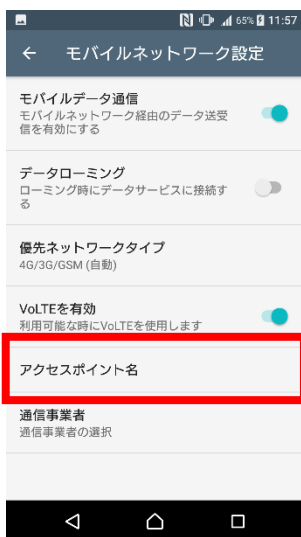 65% 11:57
モバイルネットワーク設定
モバイルデータ通信
モバイルネットワーク経由のデータ送受
信を有効にする
データローミング
ローミング時にデータサービスに接続す
る
優先ネットワークタイプ
4G/3G/GSM (自動)
VoLTEを有効
利用可能な時にVoLTEを使用します
アクセスポイント名
通信事業者
通信事業者の選択